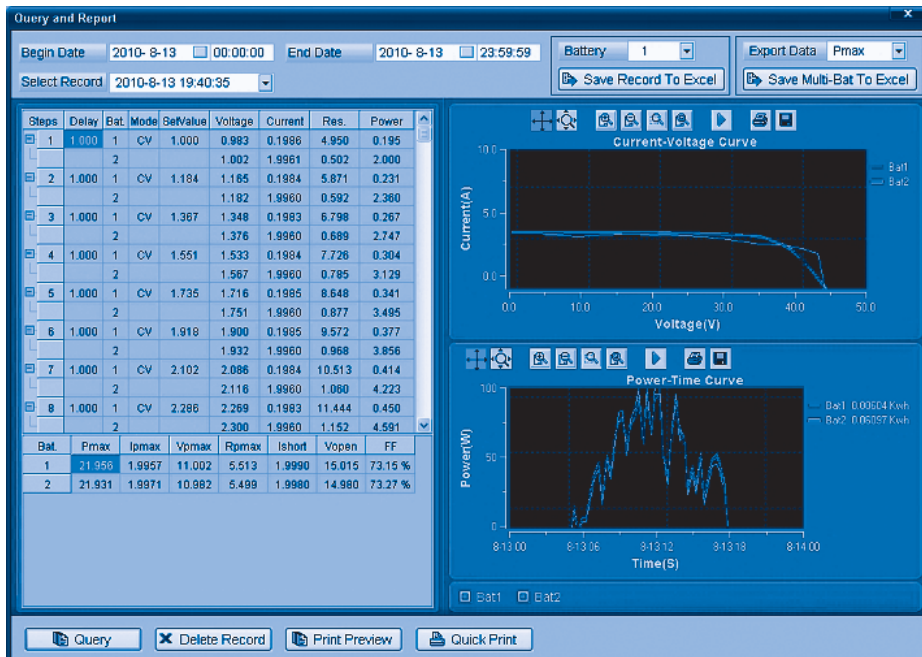 Query and Report
Begin Date 2010- 8-13 00:00:00 End Date 2010- 8-13 23:59:59
Select Record 2010-8-13 19:40:35
Battery 1
Save Record To Excel
Export Data Pmax
Save Multi-Bat To Excel
Steps Delay Bat. Mode SetValue Voltage Current Res. Power
1 1.000 1 CV 1.000 0.983 0.1986 4.950 0.195
2 1.002 1.9961 0.502 2.000
2 1.000 1 CV 1.184 1.165 0.1984 5.871 0.231
2 1.182 1.9960 0.592 2.360
3 1.000 1 CV 1.367 1.348 0.1983 6.798 0.267
2 1.376 1.9960 0.689 2.747
4 1.000 1 CV 1.551 1.533 0.1984 7.726 0.304
2 1.567 1.9960 0.785 3.129
5 1.000 1 CV 1.735 1.716 0.1985 8.648 0.341
2 1.751 1.9960 0.877 3.495
6 1.000 1 CV 1.918 1.900 0.1985 9.572 0.377
2 1.932 1.9960 0.968 3.856
7 1.000 1 CV 2.102 2.086 0.1984 10.513 0.414
2 2.116 1.9960 1.060 4.223
8 1.000 1 CV 2.286 2.269 0.1983 11.444 0.450
2 2.300 1.9960 1.152 4.591
Bat. Pmax Ipmax Vpmax Rpmax Ishort Vopen FF
1 21.956 1.9957 11.002 5.513 1.9990 15.015 73.15 %
2 21.931 1.9971 10.982 5.499 1.9980 14.980 73.27 %
Current-Voltage Curve
Current(A)
10.0
5.0
0.0
0.0 10.0 20.0 30.0 40.0 50.0
Voltage(V)
Bat1
Bat2
Power-Time Curve
Power(W)
100
50
0
8-13 00 8-13 06 8-13 12 8-13 18 8-14 00
Time(S)
Bat1 0.00604 Kwh
Bat2 0.06097 Kwh
Bat1 Bat2
Query Delete Record Print Preview Quick Print